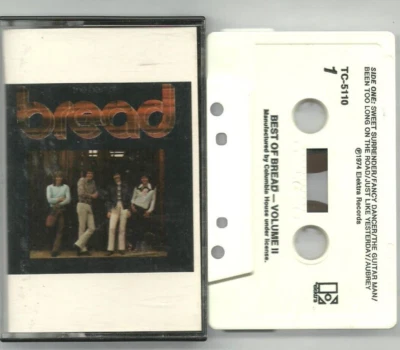 the best of
bread
SIDE ONE: SWEET SURRENDER/FANCY DANCER/THE GUITAR MAN/
BEEN TOO LONG ON THE ROAD/JUST LIKE YESTERDAY/AUBREY
℗1974 Elektra Records
TC-5110
1
BEST OF BREAD — VOLUME II
Manufactured by Columbia House under license.
elektra